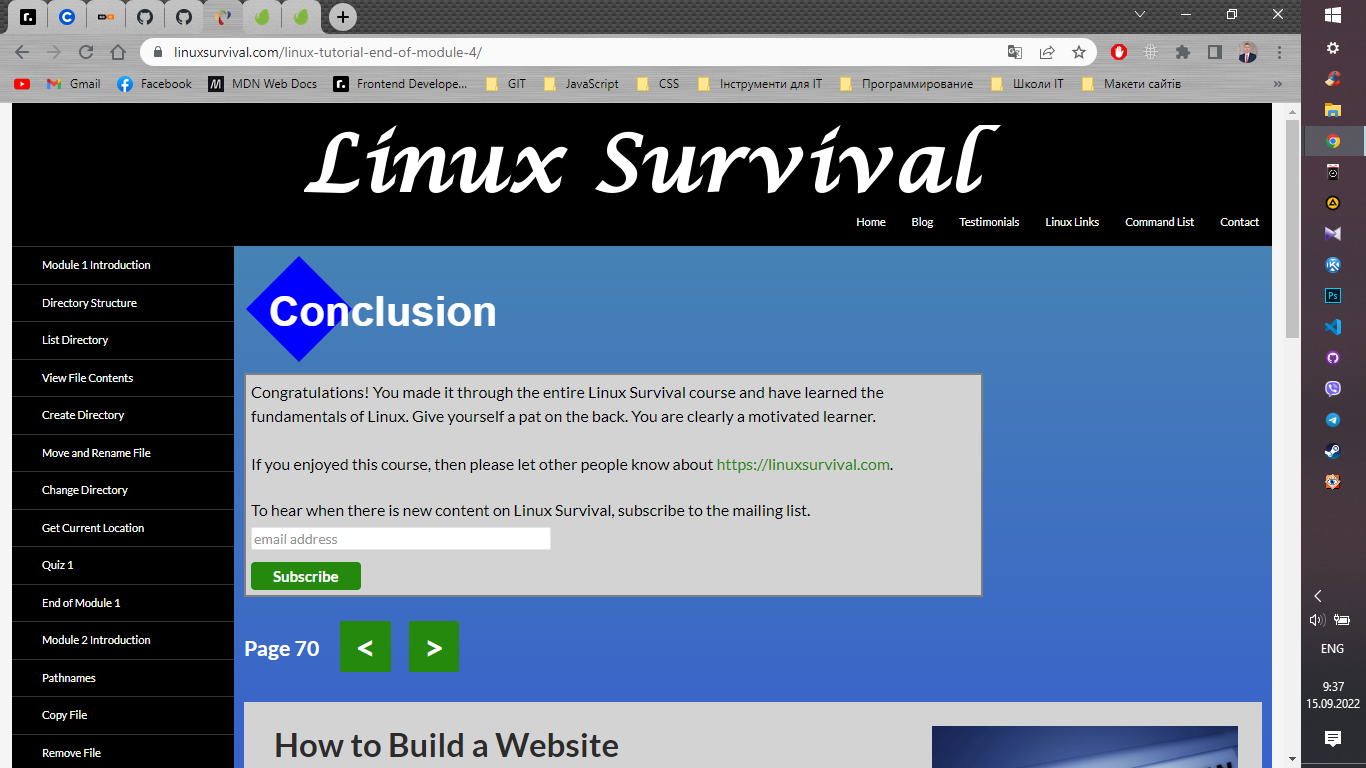 linuxsurvival.com/linux-tutorial-end-of-module-4/
Gmail
Facebook
MDN Web Docs
Frontend Develope...
GIT
JavaScript
CSS
Інструменти для ІТ
Программирование
Школи ІТ
Макети сайтів
»
Linux Survival
Home
Blog
Testimonials
Linux Links
Command List
Contact
Module 1 Introduction
Directory Structure
List Directory
View File Contents
Create Directory
Move and Rename File
Change Directory
Get Current Location
Quiz 1
End of Module 1
Module 2 Introduction
Pathnames
Copy File
Remove File
Conclusion
Congratulations! You made it through the entire Linux Survival course and have learned the
fundamentals of Linux. Give yourself a pat on the back. You are clearly a motivated learner.
If you enjoyed this course, then please let other people know about https://linuxsurvival.com.
To hear when there is new content on Linux Survival, subscribe to the mailing list.
email address
Subscribe
Page 70 < >
How to Build a Website
Ps
ENG
9:37
15.09.2022